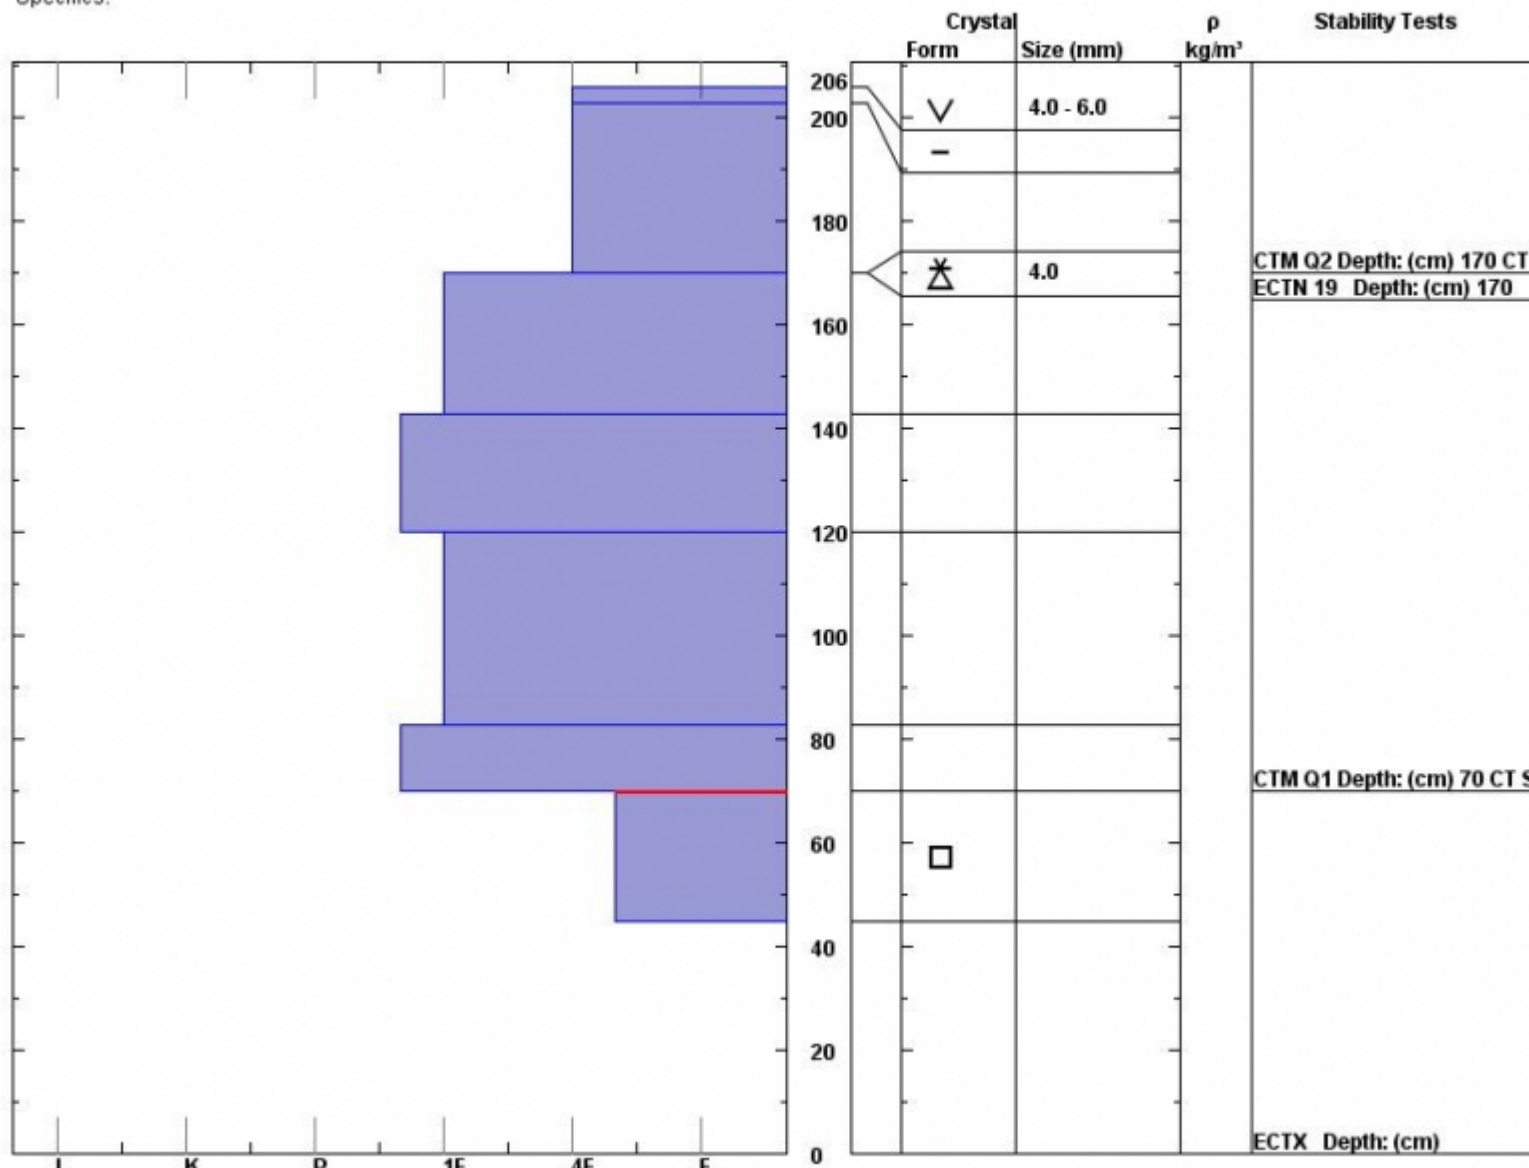 Crystal ρ Stability Tests
Form Size (mm) kg/m³
206
4.0 - 6.0
200
180
CTM Q2 Depth: (cm) 170 CT
4.0
ECTN 19 Depth: (cm) 170
160
140
120
100
80
CTM Q1 Depth: (cm) 70 CT S
60
40
20
ECTX Depth: (cm)
0
I K P 1F 4F F